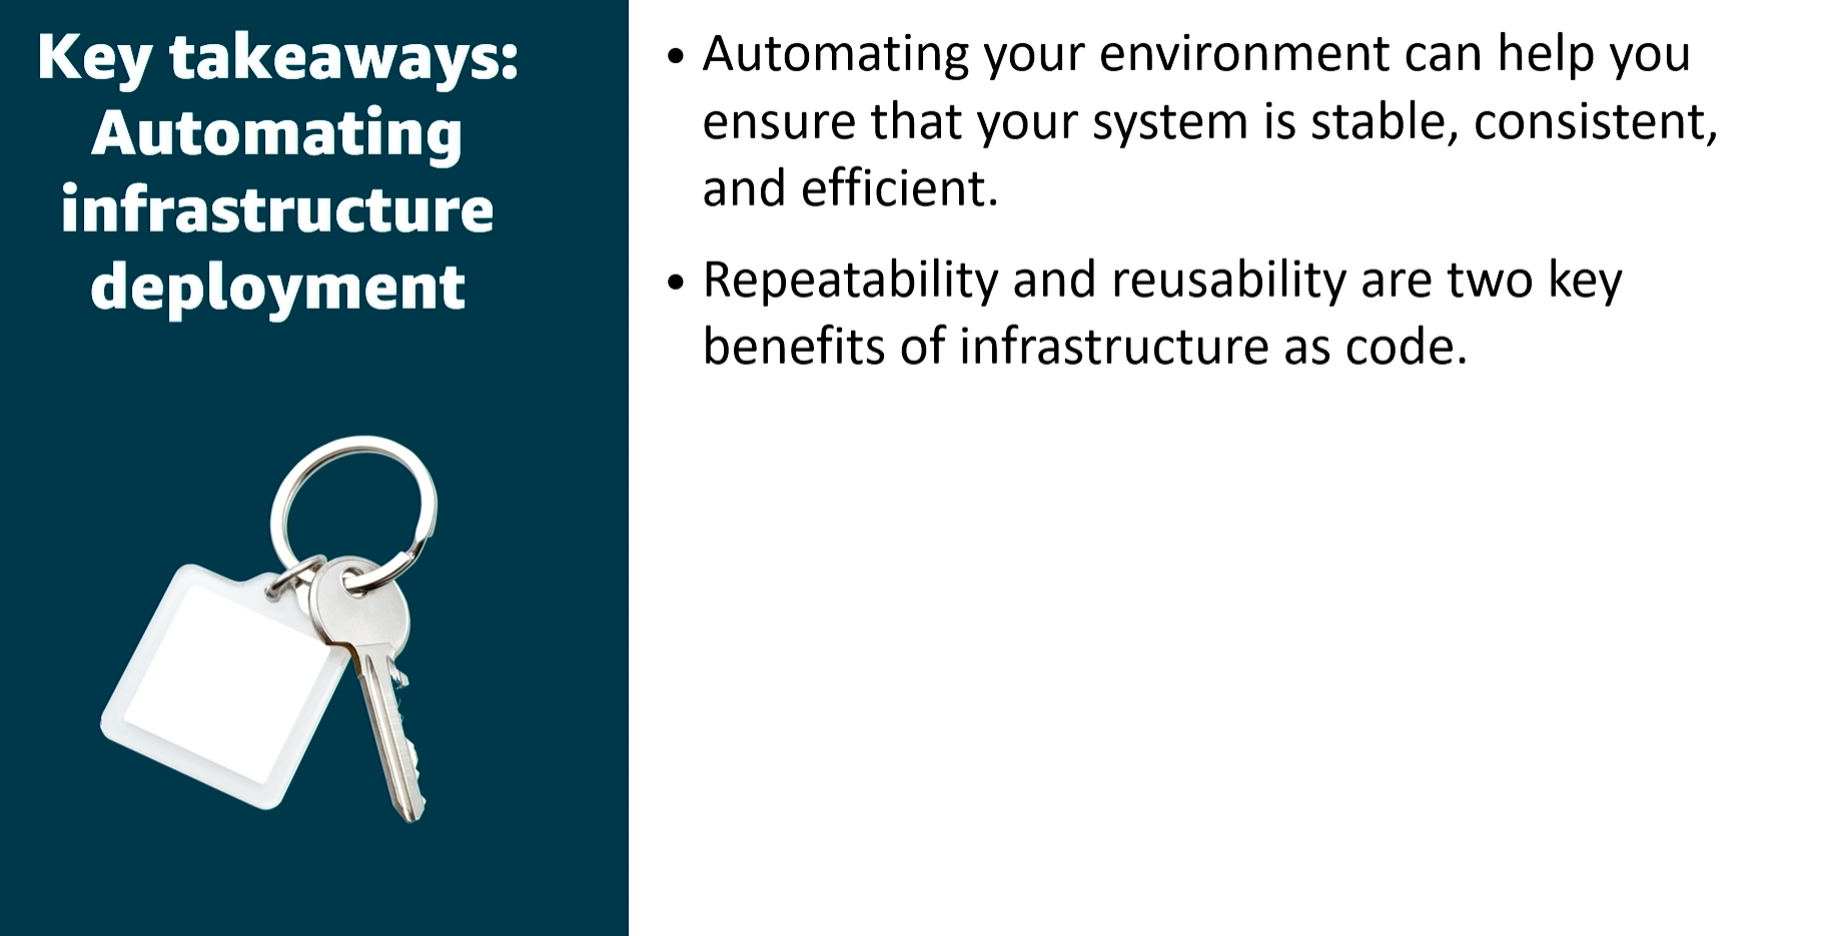 Key takeaways:
Automating
infrastructure
deployment
• Automating your environment can help you
ensure that your system is stable, consistent,
and efficient.
• Repeatability and reusability are two key
benefits of infrastructure as code.